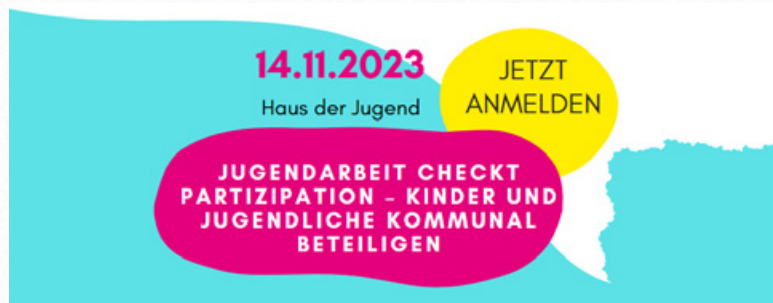 14.11.2023
Haus der Jugend
JETZT
ANMELDEN
JUGENDARBEIT CHECKT
PARTIZIPATION – KINDER UND
JUGENDLICHE KOMMUNAL
BETEILIGEN